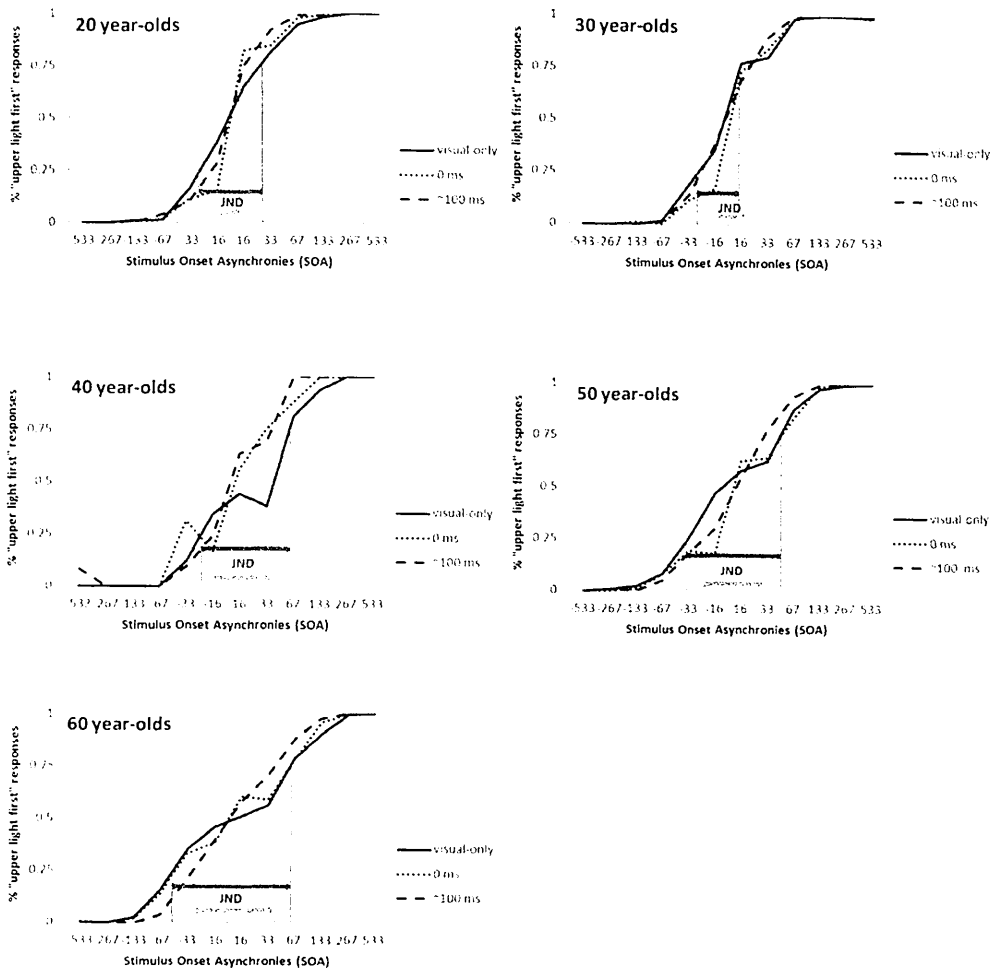 20 year-olds
% "upper light first" responses
1
0.75
0.5
0.25
0
JND
533 267 133 67 33 16 16 33 67 133 267 533
Stimulus Onset Asynchronies (SOA)
visual-only
0 ms
~100 ms
30 year-olds
% "upper light first" responses
1
0.75
0.5
0.25
0
JND
-533 -267 -133 67 -33 -16 16 33 67 133 267 533
Stimulus Onset Asynchronies (SOA)
visual-only
0 ms
~100 ms
40 year-olds
% "upper light first" responses
1
0.75
0.5
0.25
0
JND
533 267 -133 67 -33 -16 16 33 67 133 267 533
Stimulus Onset Asynchronies (SOA)
visual-only
0 ms
~100 ms
50 year-olds
% "upper light first" responses
1
0.75
0.5
0.25
0
JND
-533 -267 -133 -67 -33 -16 16 33 67 133 267 533
Stimulus Onset Asynchronies (SOA)
visual-only
0 ms
~100 ms
60 year-olds
% "upper light first" responses
1
0.75
0.5
0.25
0
JND
533 267 -133 67 -33 16 16 33 67 133 267 533
Stimulus Onset Asynchronies (SOA)
visual-only
0 ms
~100 ms